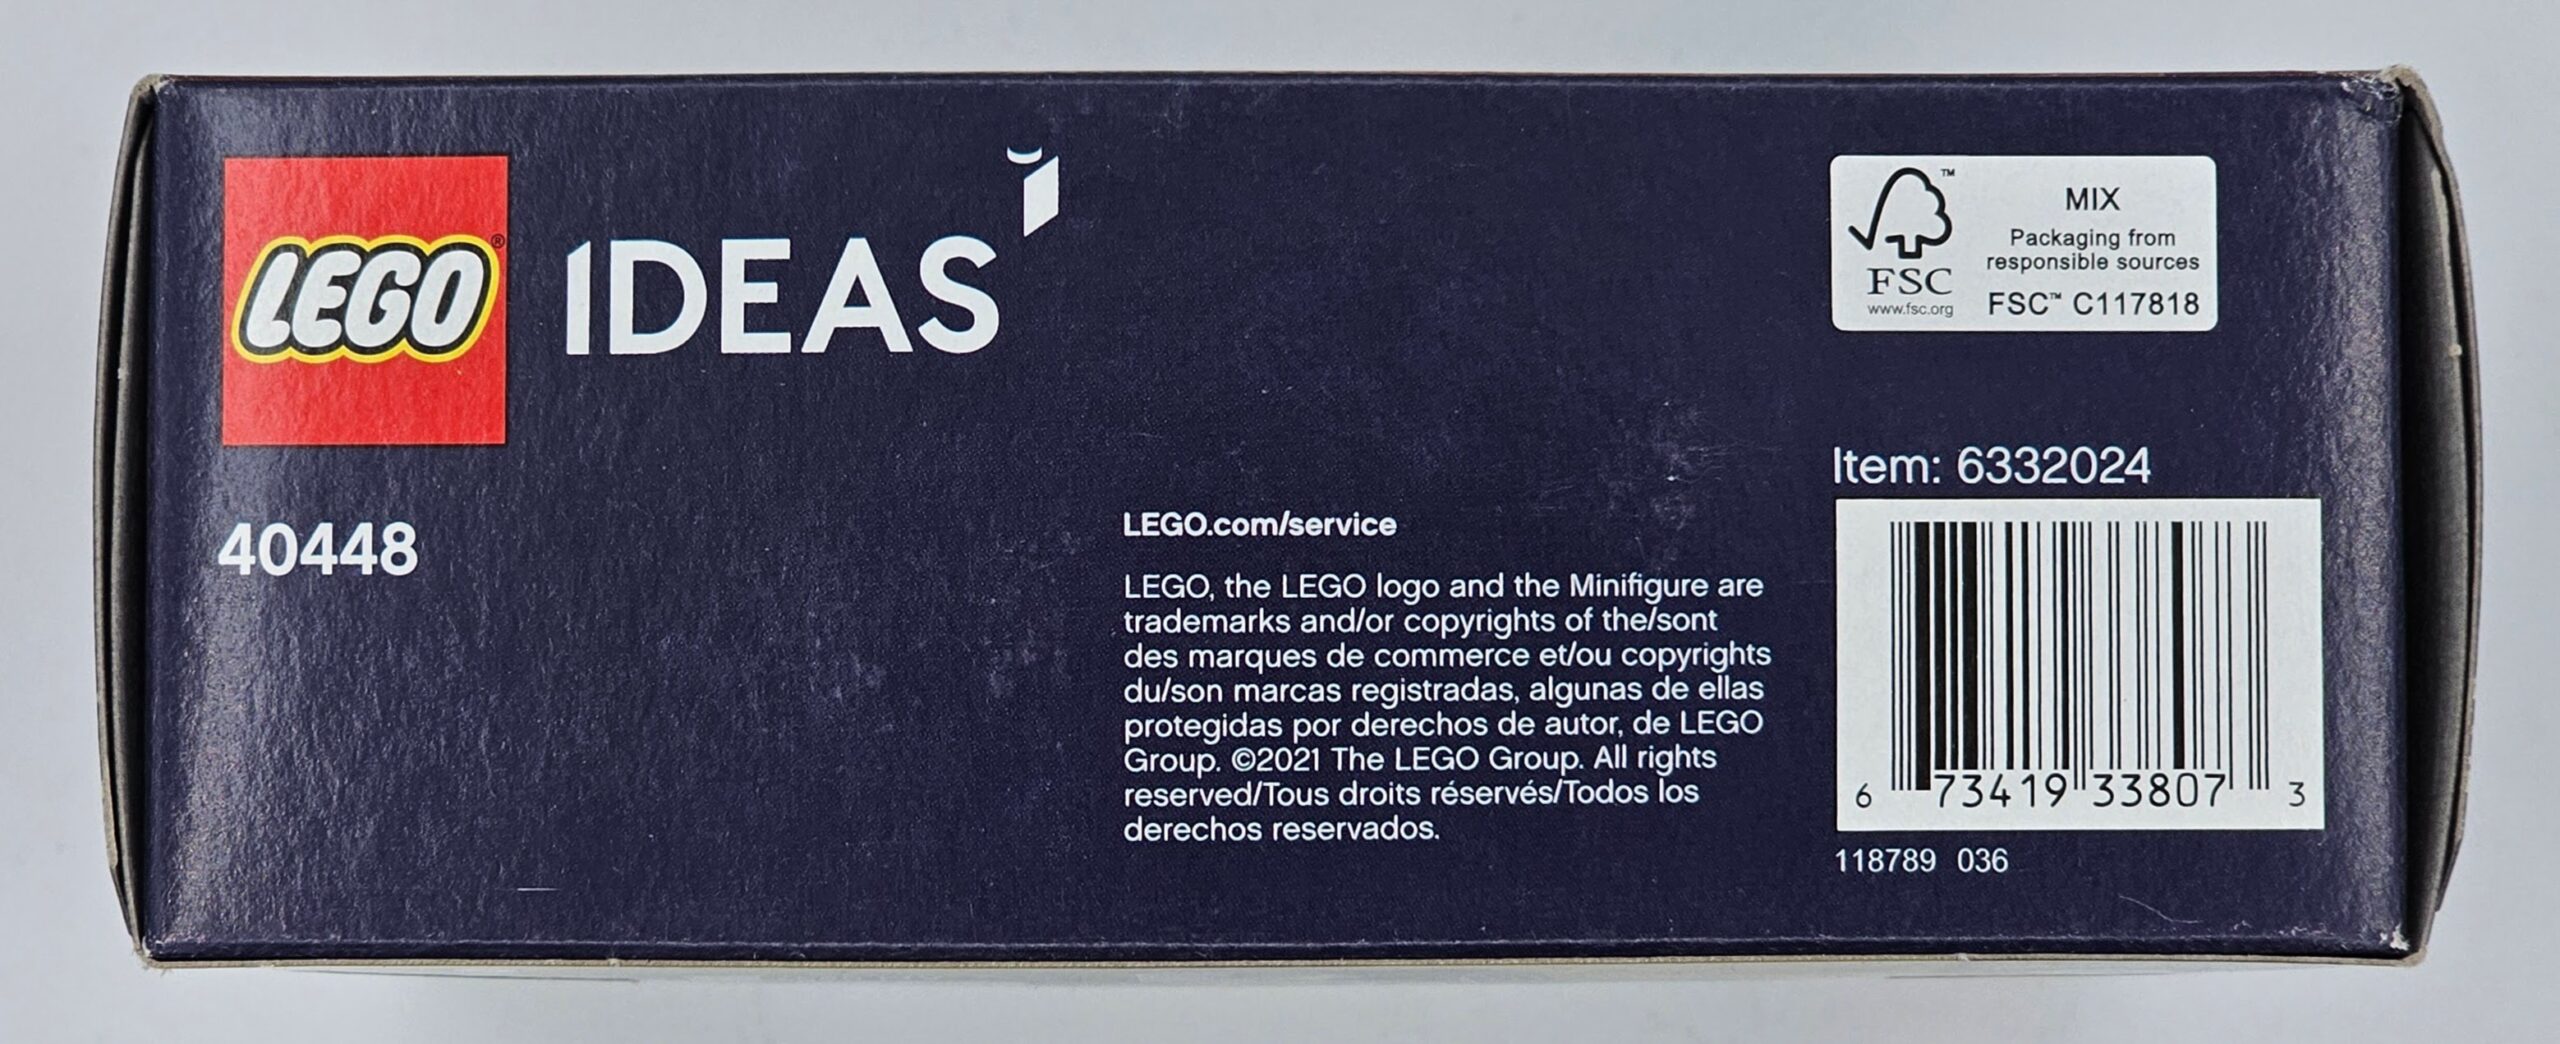 LEGO®
IDEAS
40448
LEGO.com/service
LEGO, the LEGO logo and the Minifigure are
trademarks and/or copyrights of the/sont
des marques de commerce et/ou copyrights
du/son marcas registradas, algunas de ellas
protegidas por derechos de autor, de LEGO
Group. ©2021 The LEGO Group. All rights
reserved/Tous droits réservés/Todos los
derechos reservados.
FSC
™
www.fsc.org
MIX
Packaging from
responsible sources
FSC™ C117818
Item: 6332024
6 73419 33807 3
118789 036